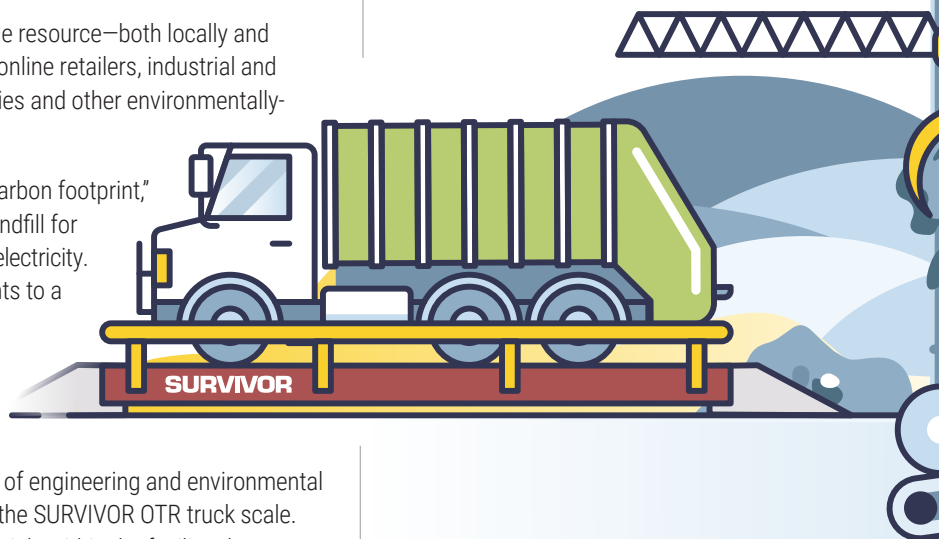 e resource—both locally and
online retailers, industrial and
ies and other environmentally-
arbon footprint,"
ndfill for
electricity.
nts to a
SURVIVOR
of engineering and environmental
the SURVIVOR OTR truck scale.